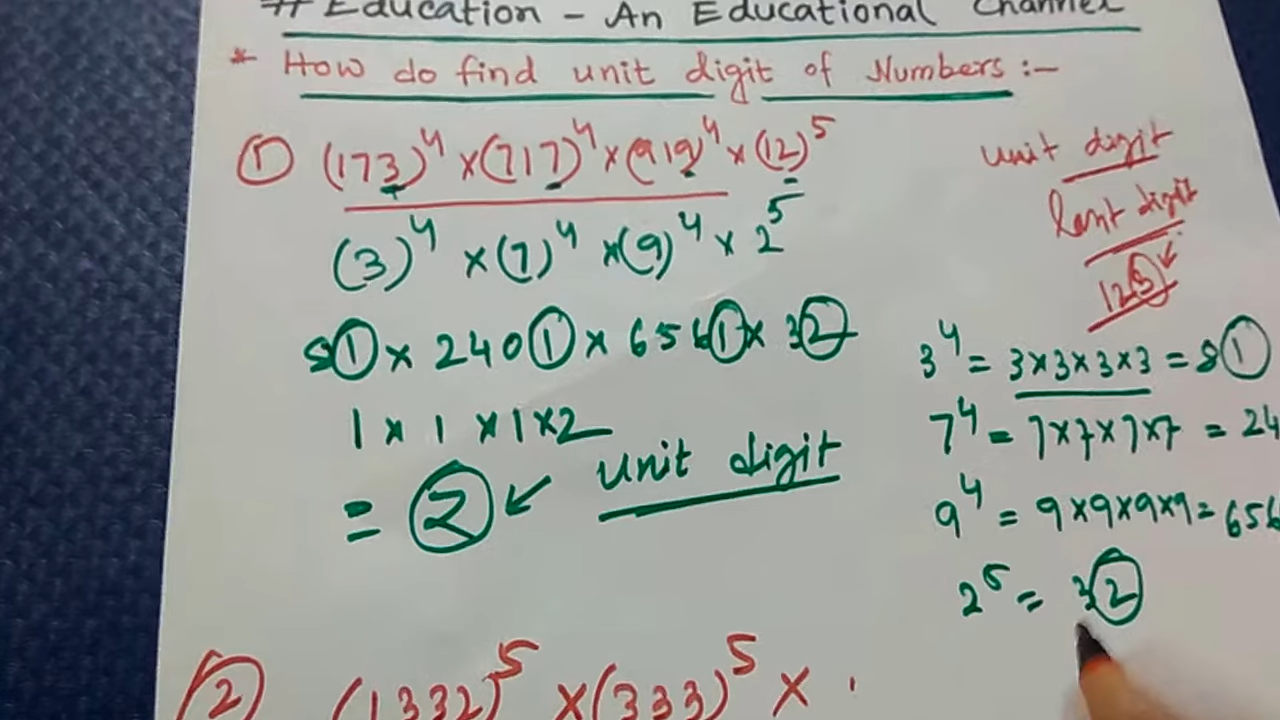 # Education - An Educational Channel
* How do find unit digit of Numbers :-
① (173)⁴ × (717)⁴ × (919)⁴ × (12)⁵
(3)⁴ × (7)⁴ × (9)⁴ × 2⁵
81 × 2401 × 6561 × 32
1 × 1 × 1 × 2
= 2 ← unit digit
unit digit
last digit
123
3⁴ = 3×3×3×3 = 81
7⁴ = 7×7×7×7 = 24
9⁴ = 9×9×9×9 = 656
2⁵ = 32
② (1332)⁵ × (333)⁵ ×